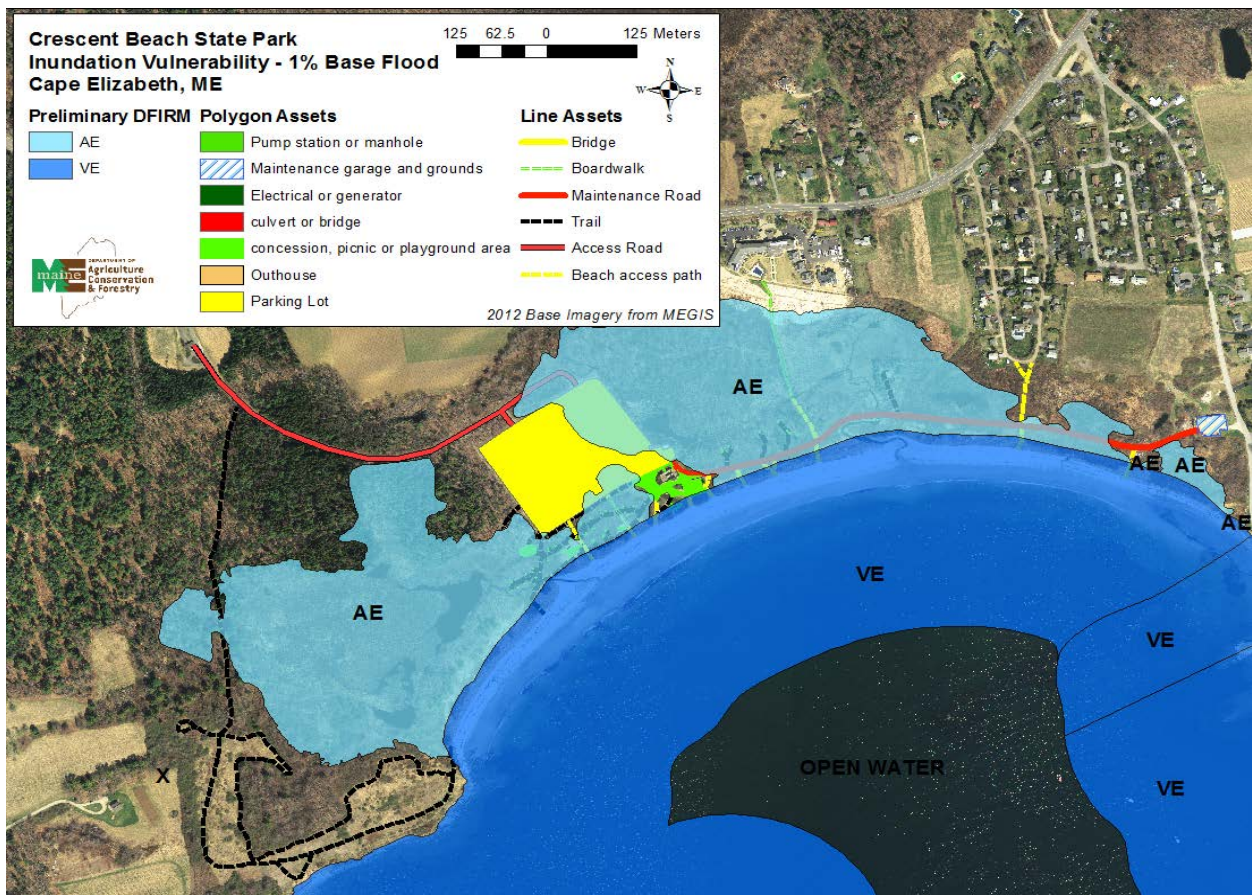 Crescent Beach State Park
Inundation Vulnerability - 1% Base Flood
Cape Elizabeth, ME
125 62.5 0 125 Meters
N
W E
S
Preliminary DFIRM
AE
VE
Polygon Assets
Pump station or manhole
Maintenance garage and grounds
Electrical or generator
culvert or bridge
concession, picnic or playground area
Outhouse
Parking Lot
Line Assets
Bridge
Boardwalk
Maintenance Road
Trail
Access Road
Beach access path
maine
DEPARTMENT OF
Agriculture
Conservation
& Forestry
2012 Base Imagery from MEGIS
AE
AE
AE
AE
AE
VE
VE
X
OPEN WATER
VE